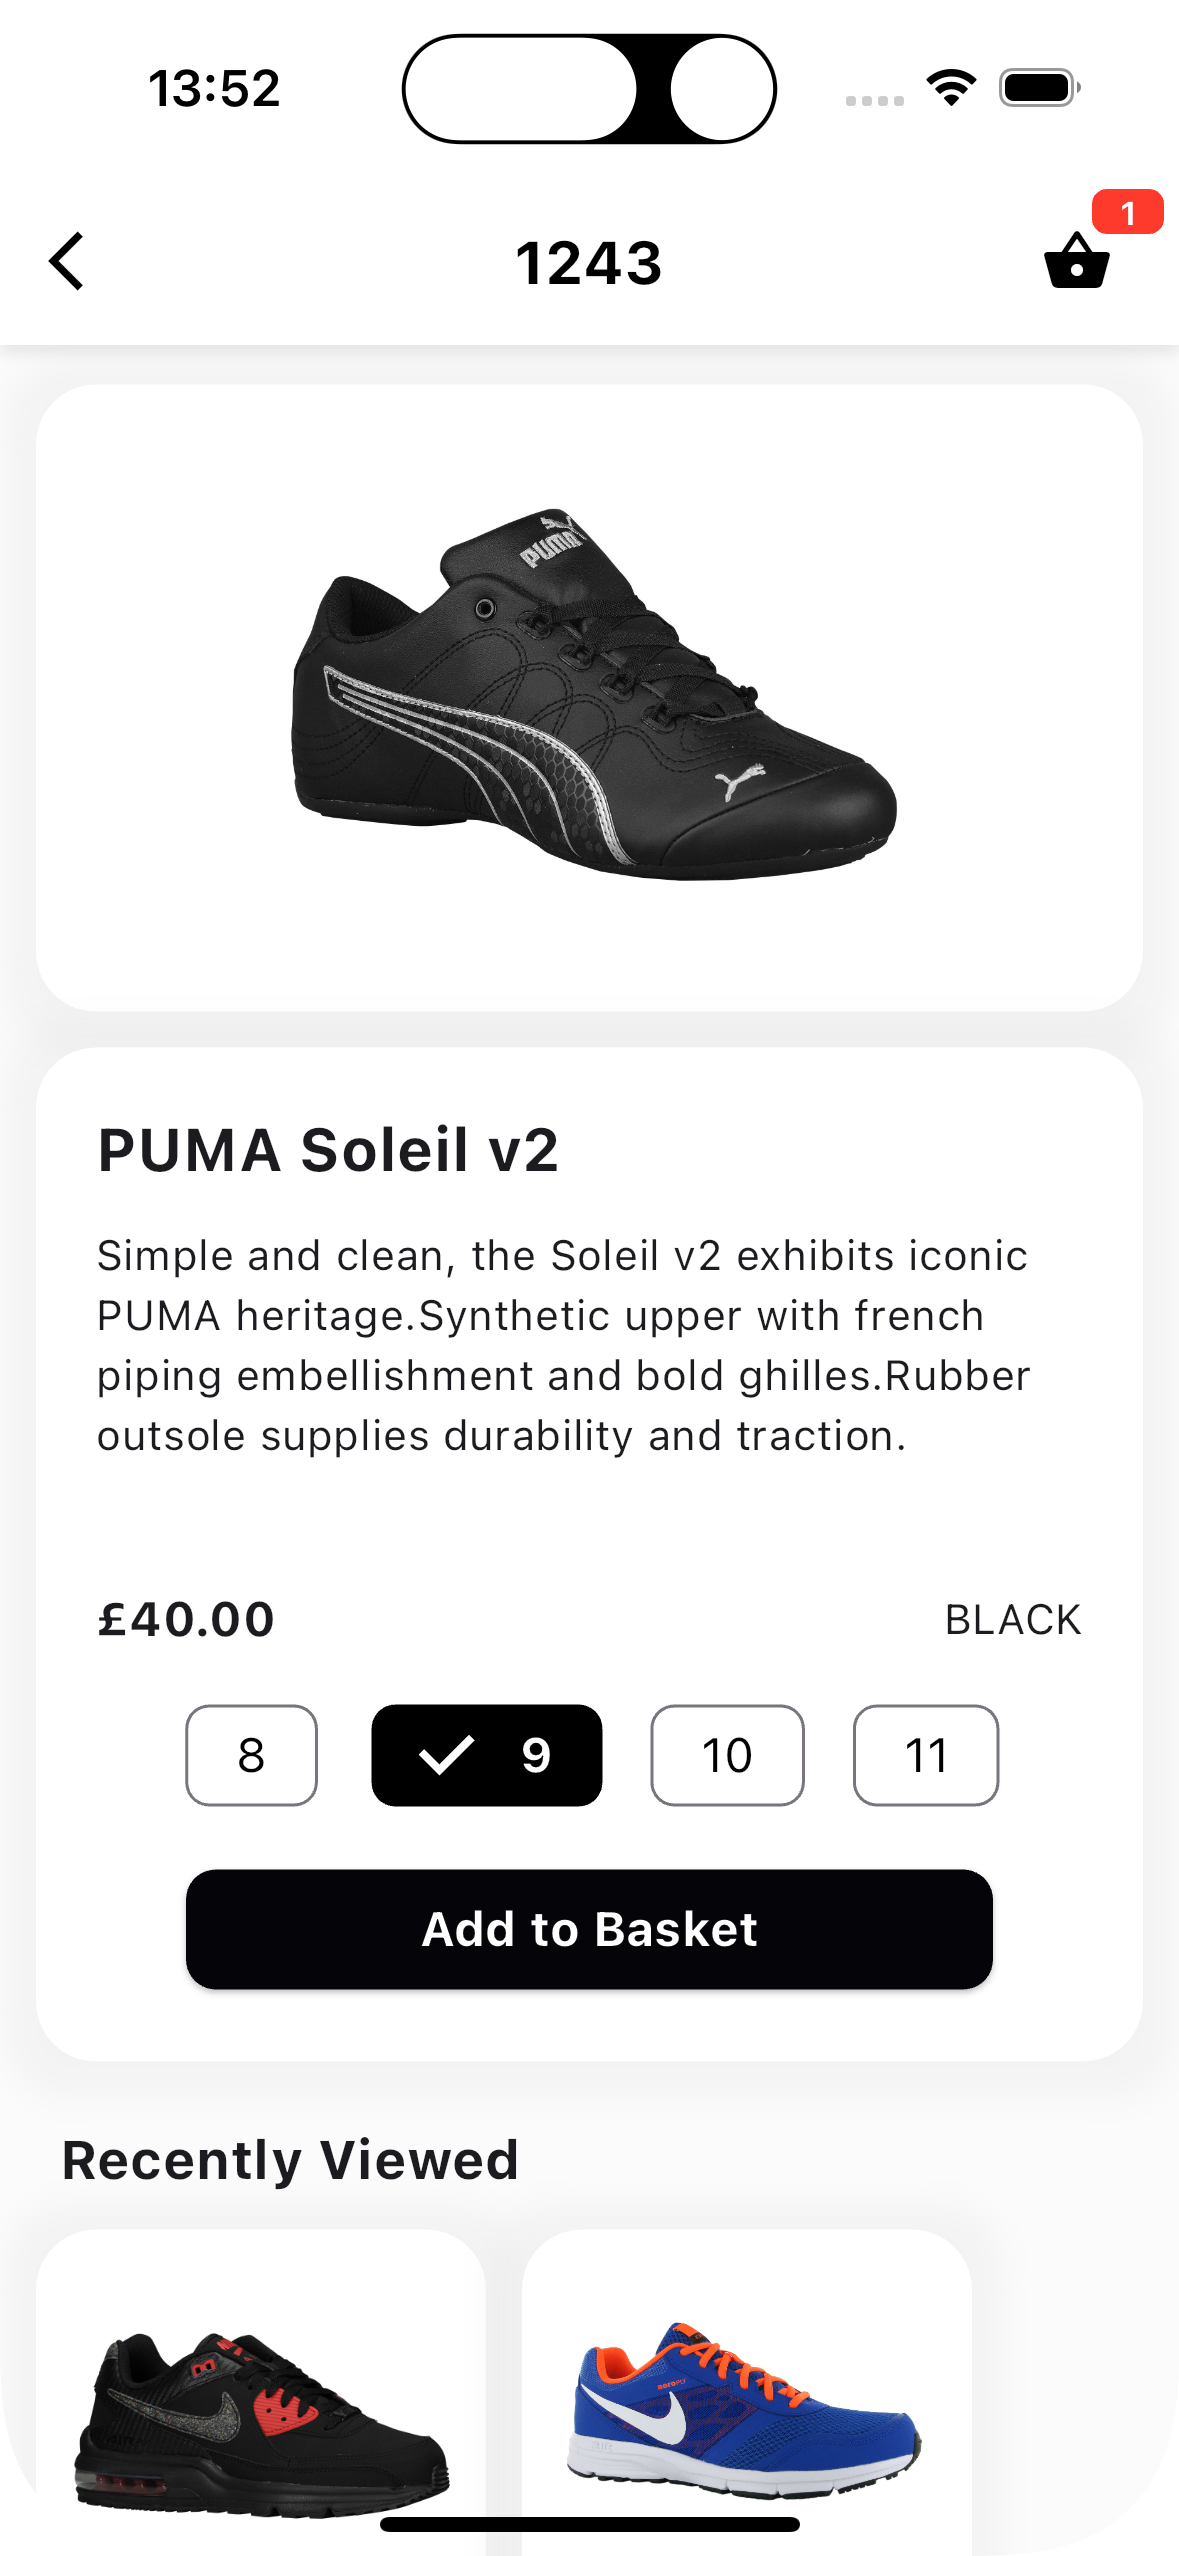 13:52
1
1243
PUMA
PUMA Soleil v2
Simple and clean, the Soleil v2 exhibits iconic
PUMA heritage.Synthetic upper with french
piping embellishment and bold ghilles.Rubber
outsole supplies durability and traction.
£40.00
BLACK
8
9
10
11
Add to Basket
Recently Viewed